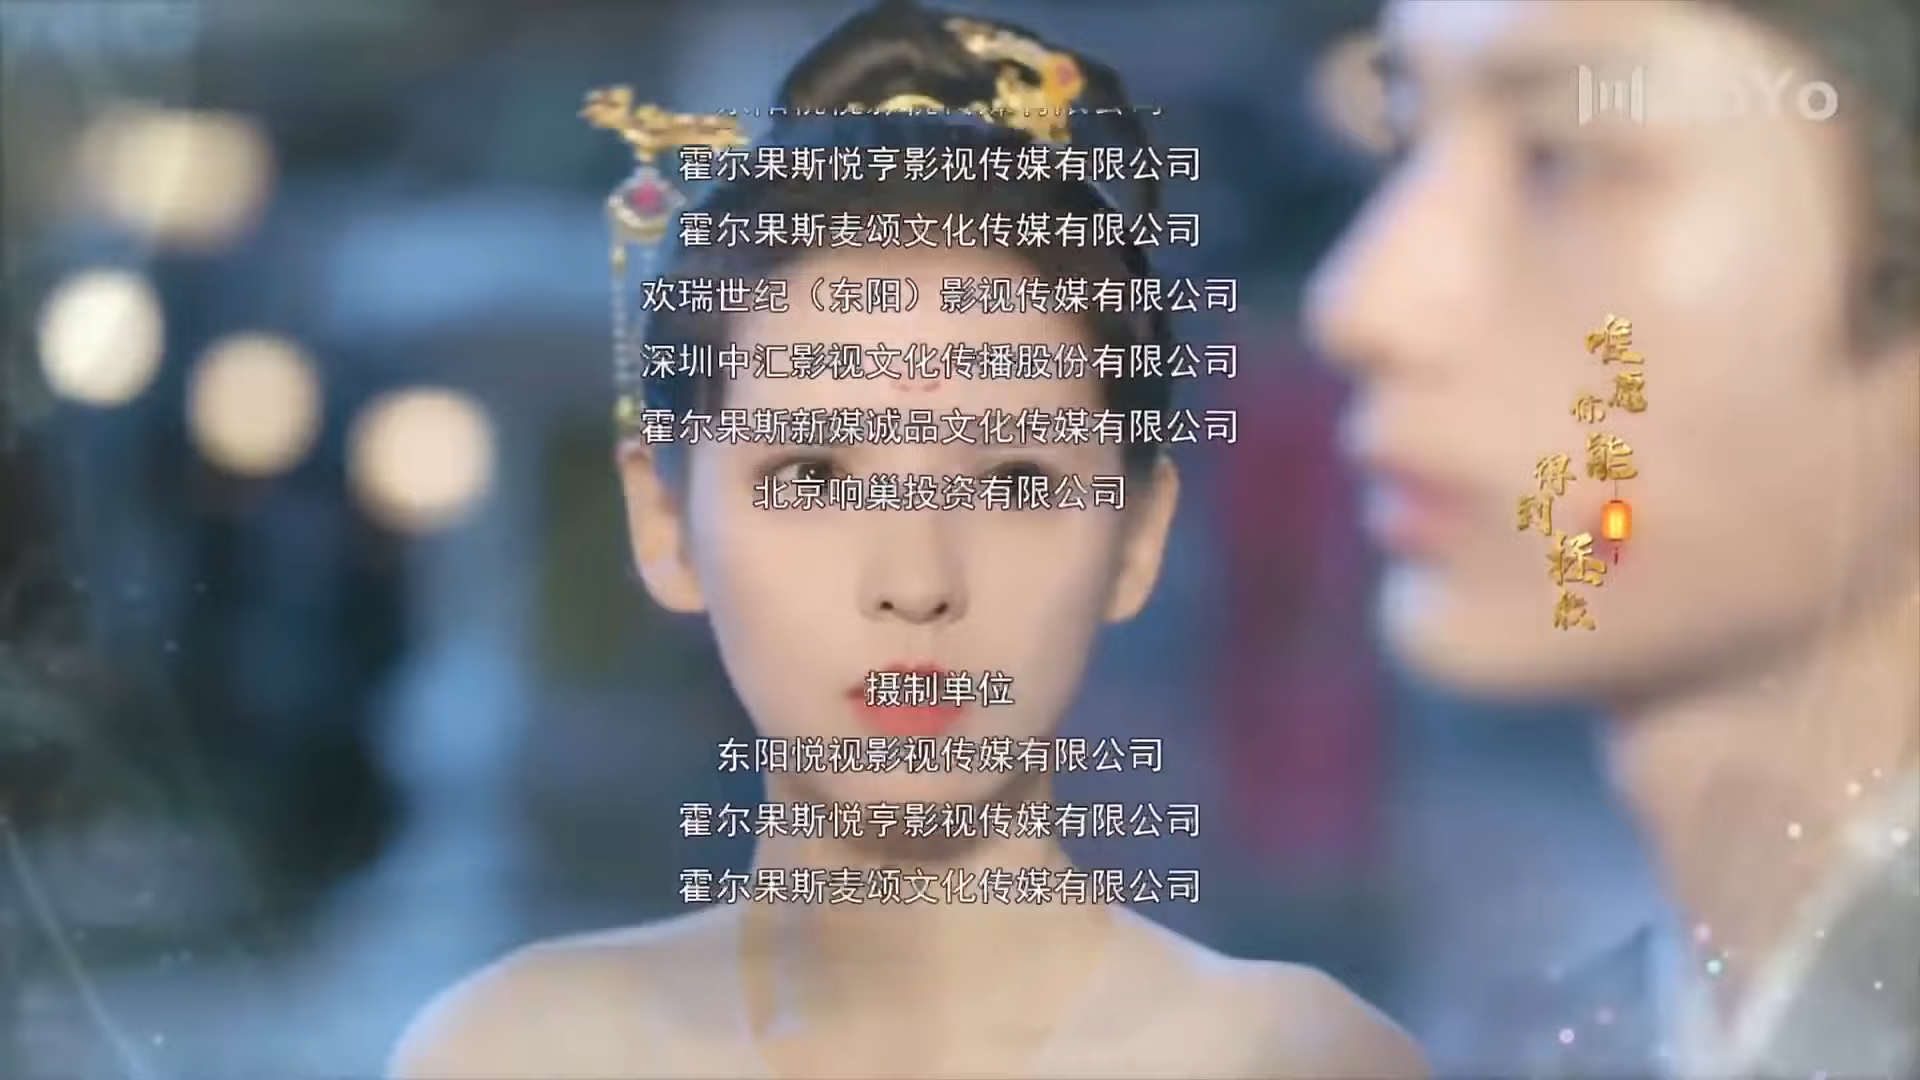 霍尔果斯悦亨影视传媒有限公司
霍尔果斯麦颂文化传媒有限公司
欢瑞世纪（东阳）影视传媒有限公司
深圳中汇影视文化传播股份有限公司
霍尔果斯新媒诚品文化传媒有限公司
北京响巢投资有限公司
摄制单位
东阳悦视影视传媒有限公司
霍尔果斯悦亨影视传媒有限公司
霍尔果斯麦颂文化传媒有限公司
唯愿你能得到拯救